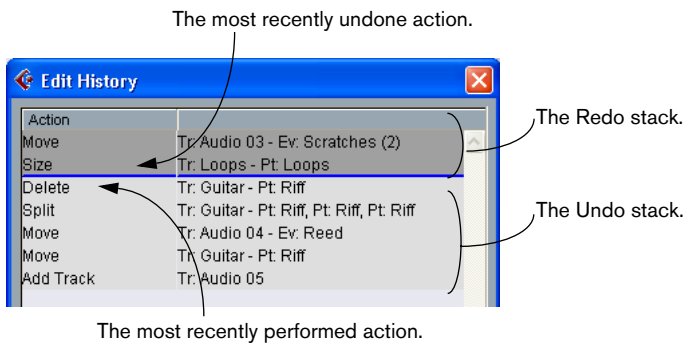 The most recently undone action.
Edit History
Action
Move Tr: Audio 03 - Ev: Scratches (2)
The Redo stack.
Size Tr: Loops - Pt: Loops
Delete Tr: Guitar - Pt: Riff
Split Tr: Guitar - Pt: Riff, Pt: Riff, Pt: Riff
The Undo stack.
Move Tr: Audio 04 - Ev: Reed
Move Tr: Guitar - Pt: Riff
Add Track Tr: Audio 05
The most recently performed action.